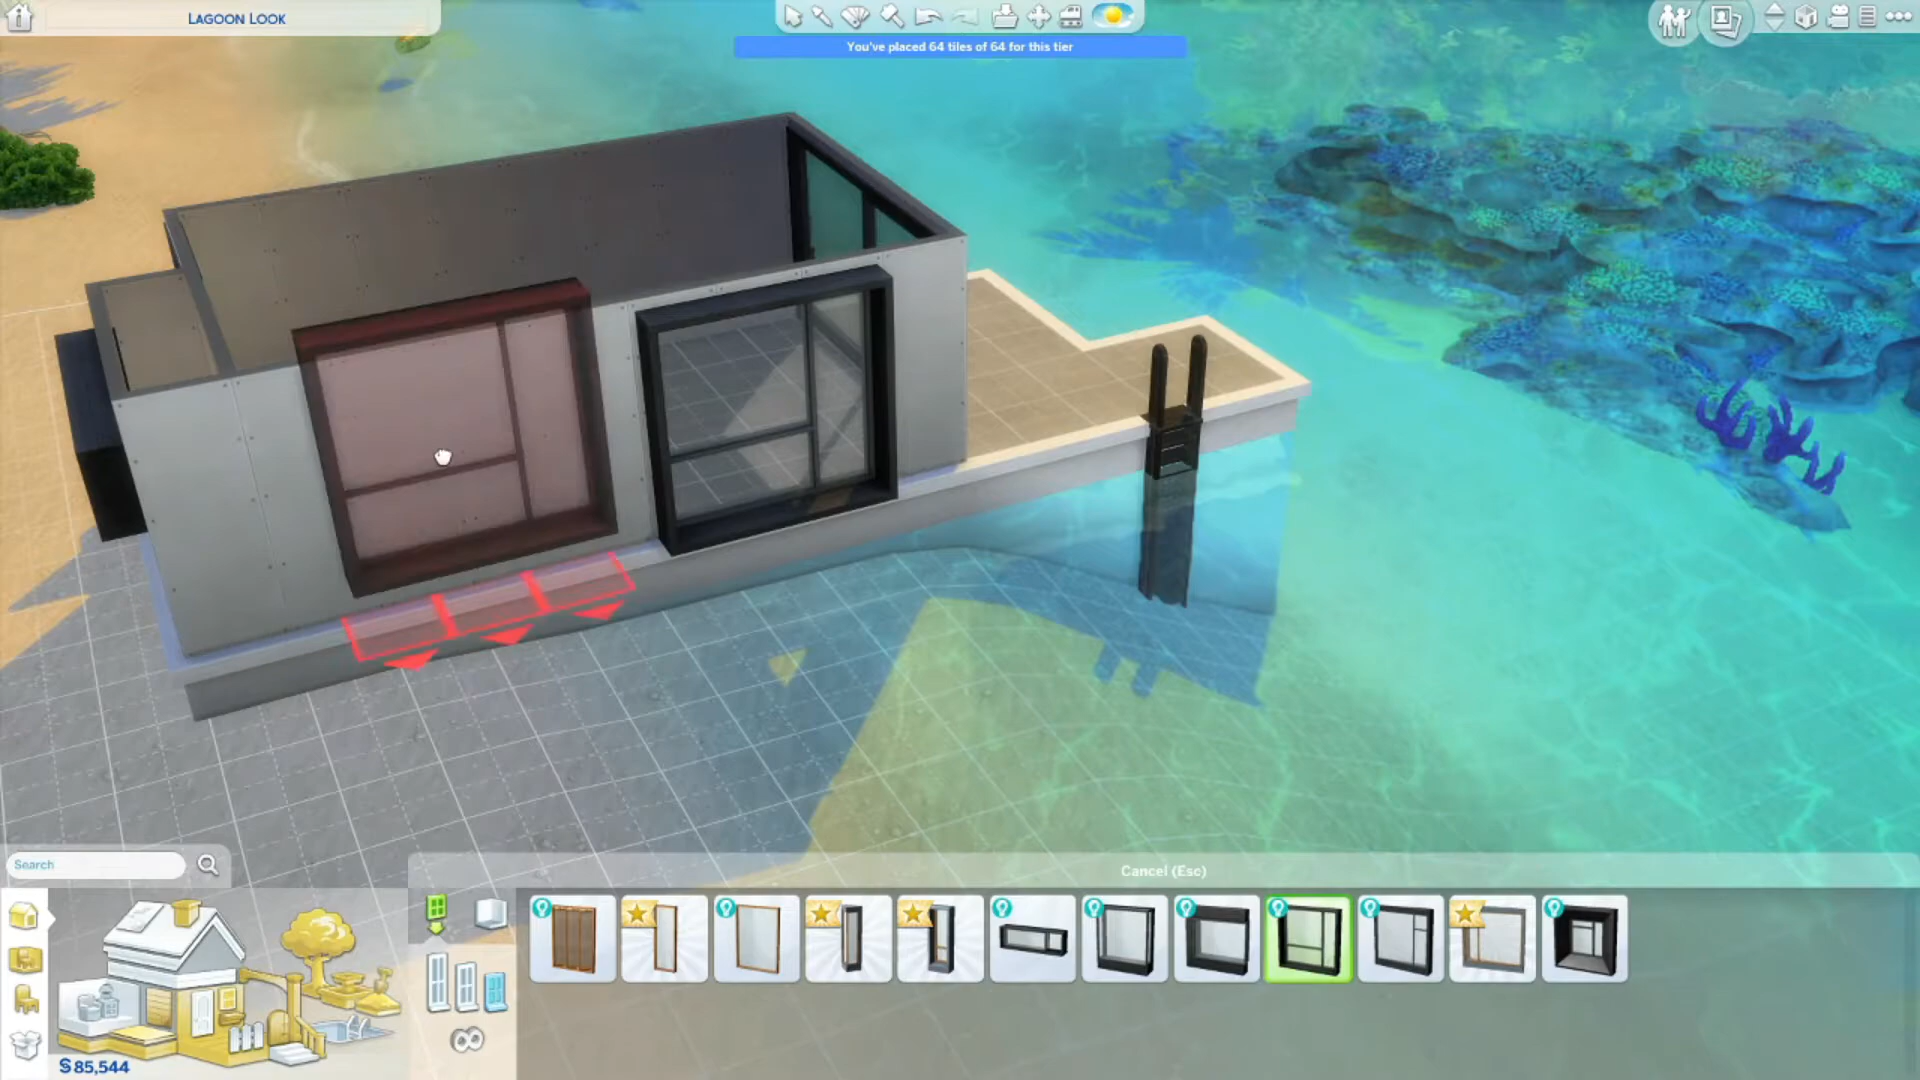 LAGOON LOOK
You've placed 64 tiles of 64 for this tier
Search
Cancel (Esc)
§85,544